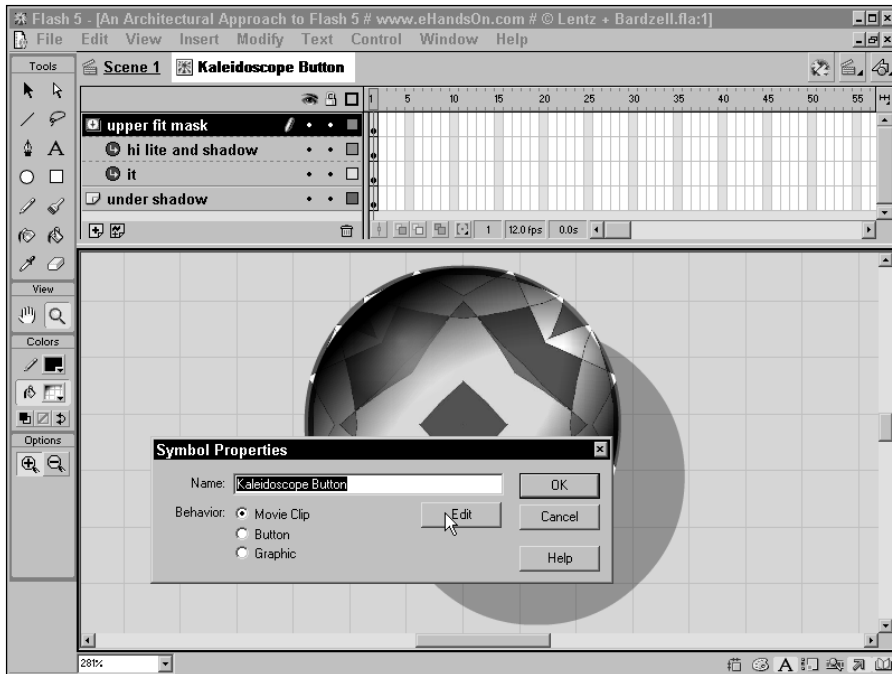 Flash 5 - [An Architectural Approach to Flash 5 # www.eHandsOn.com # © Lentz + Bardzell.fla:1]
File Edit View Insert Modify Text Control Window Help
Tools
Scene 1 Kaleidoscope Button
1 5 10 15 20 25 30 35 40 45 50 55
upper fit mask
hi lite and shadow
it
under shadow
1 12.0 fps 0.0s
View
Colors
Options
Symbol Properties
Name: Kaleidoscope Button OK
Behavior: Movie Clip Edit Cancel
Button
Graphic Help
281%